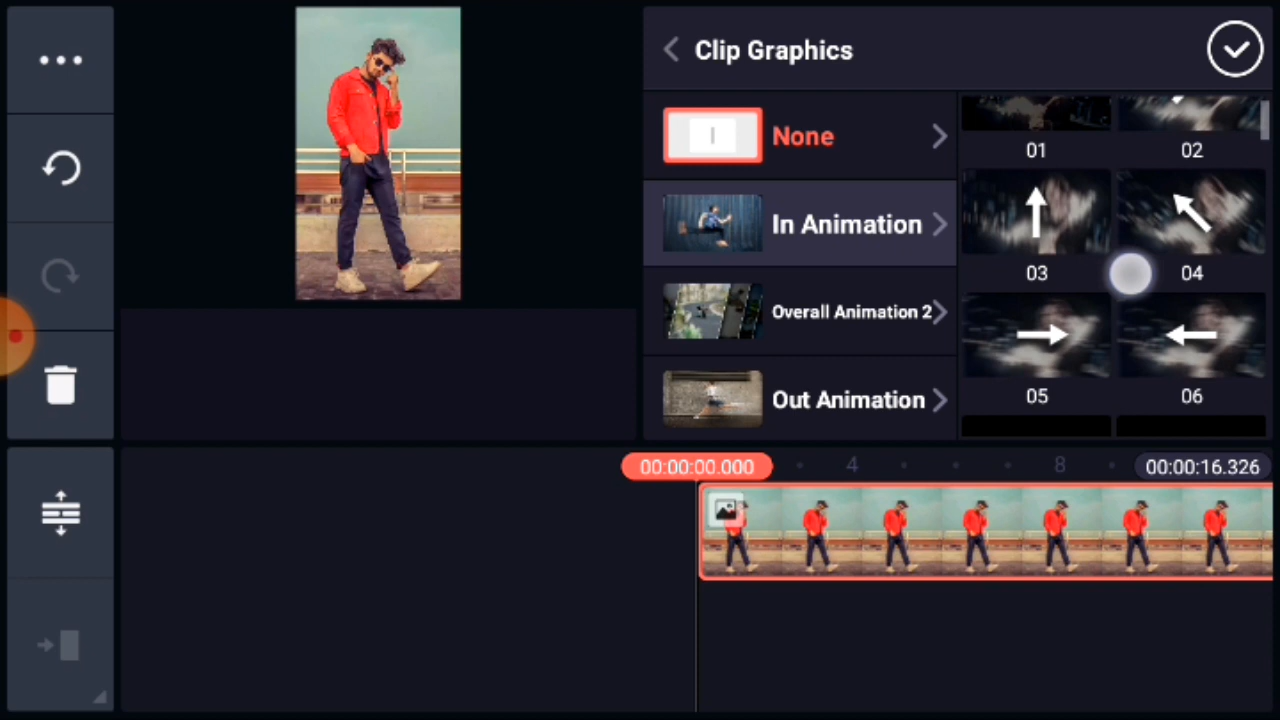 Clip Graphics
None
In Animation
Overall Animation 2
Out Animation
01
02
03
04
05
06
00:00:00.000
4
8
00:00:16.326